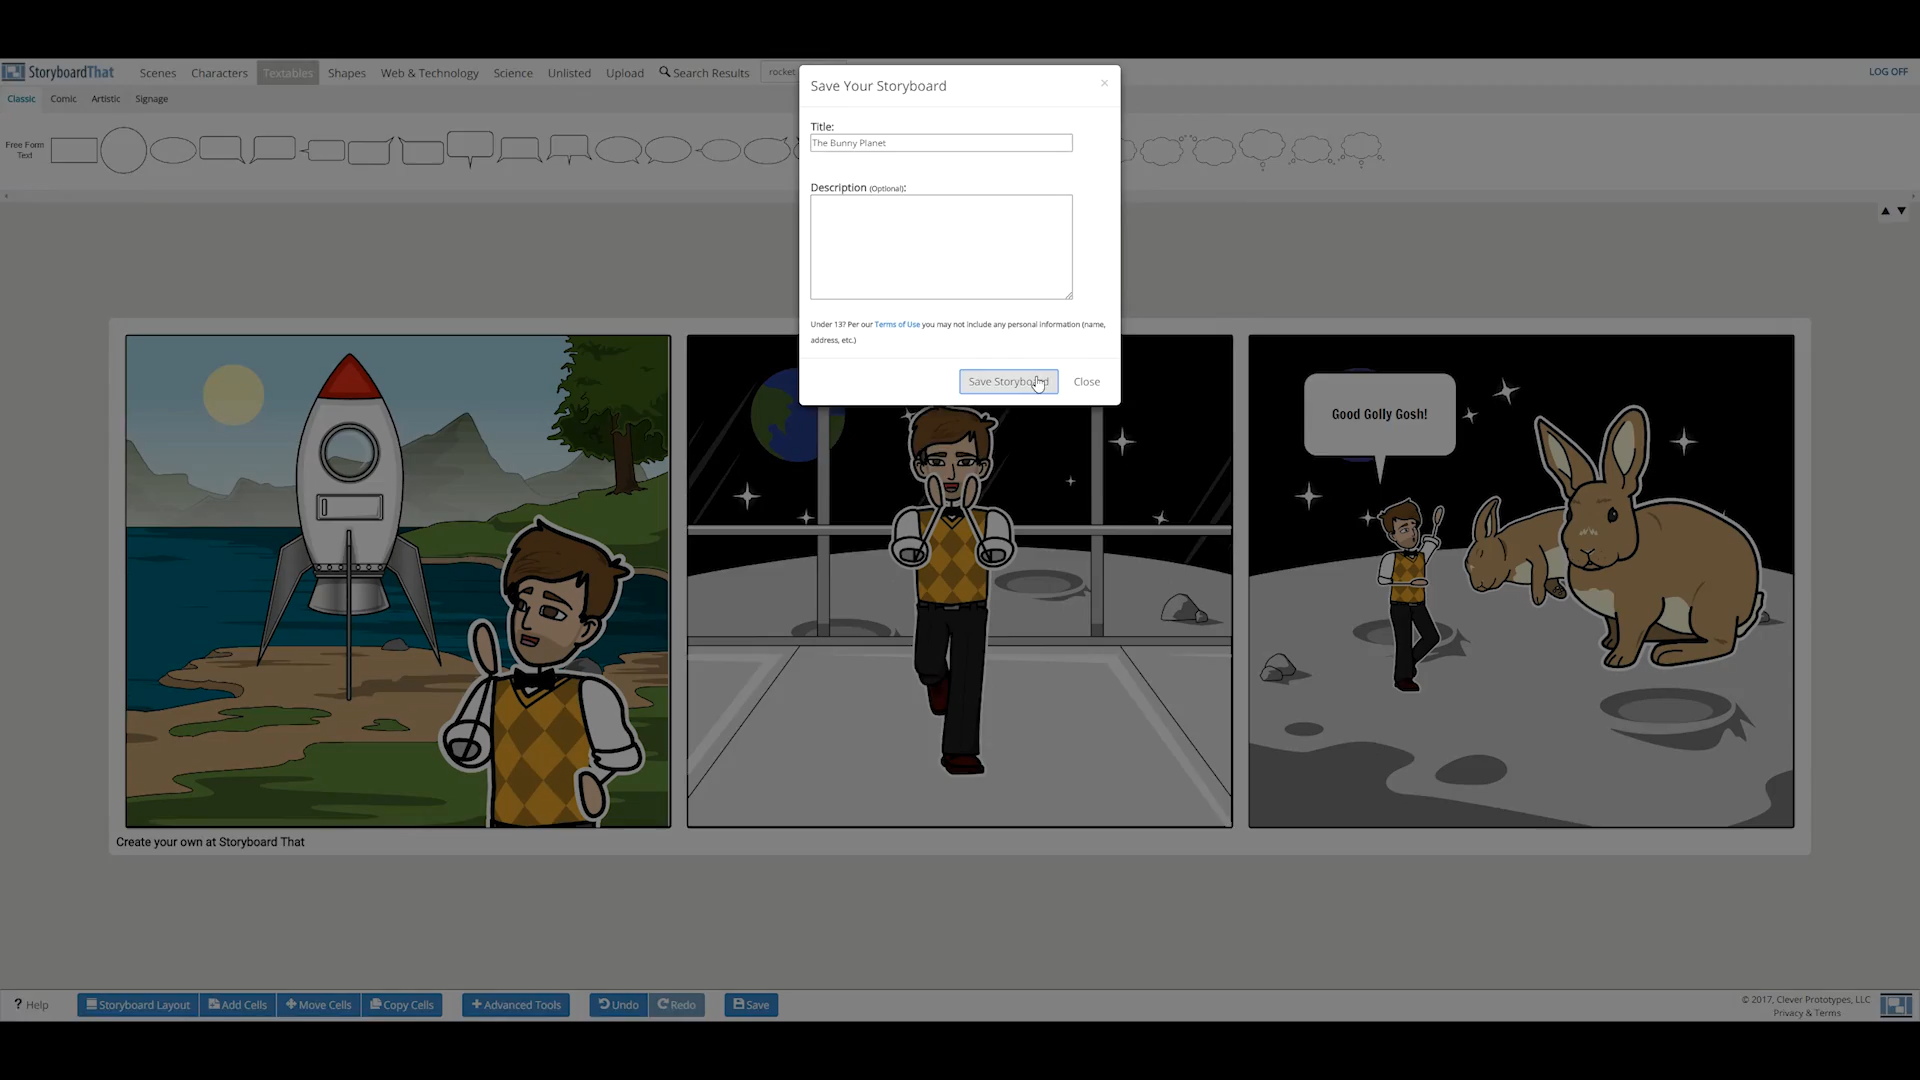 StoryboardThat
Scenes
Characters
Textables
Shapes
Web & Technology
Science
Unlisted
Upload
Search Results
rocket
LOG OFF
Classic
Comic
Artistic
Signage
Free Form
Text
Save Your Storyboard
×
Title:
The Bunny Planet
Description (Optional):
Under 13? Per our Terms of Use you may not include any personal information (name,
address, etc.)
Save Storyboard
Close
Good Golly Gosh!
Create your own at Storyboard That
? Help
Storyboard Layout
Add Cells
Move Cells
Copy Cells
Advanced Tools
Undo
Redo
Save
© 2017, Clever Prototypes, LLC
Privacy & Terms